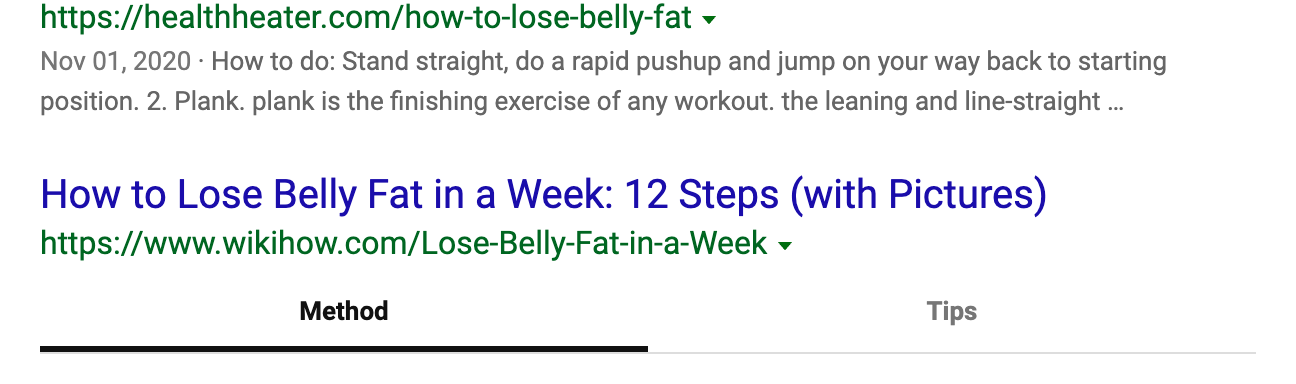 https://healthheater.com/how-to-lose-belly-fat
Nov 01, 2020 · How to do: Stand straight, do a rapid pushup and jump on your way back to starting
position. 2. Plank. plank is the finishing exercise of any workout. the leaning and line-straight ...
How to Lose Belly Fat in a Week: 12 Steps (with Pictures)
https://www.wikihow.com/Lose-Belly-Fat-in-a-Week
Method Tips